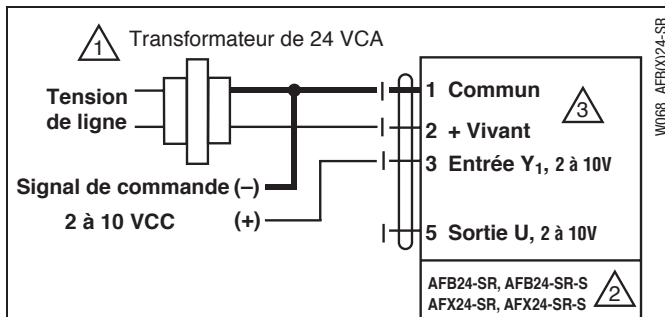 1 Transformateur de 24 VCA
Tension
de ligne
Signal de commande (–)
2 à 10 VCC (+)
1 Commun
2 + Vivant
3 Entrée Y₁, 2 à 10V
5 Sortie U, 2 à 10V
3
AFB24-SR, AFB24-SR-S
AFX24-SR, AFX24-SR-S
2
W068_AFB(X)24-SR